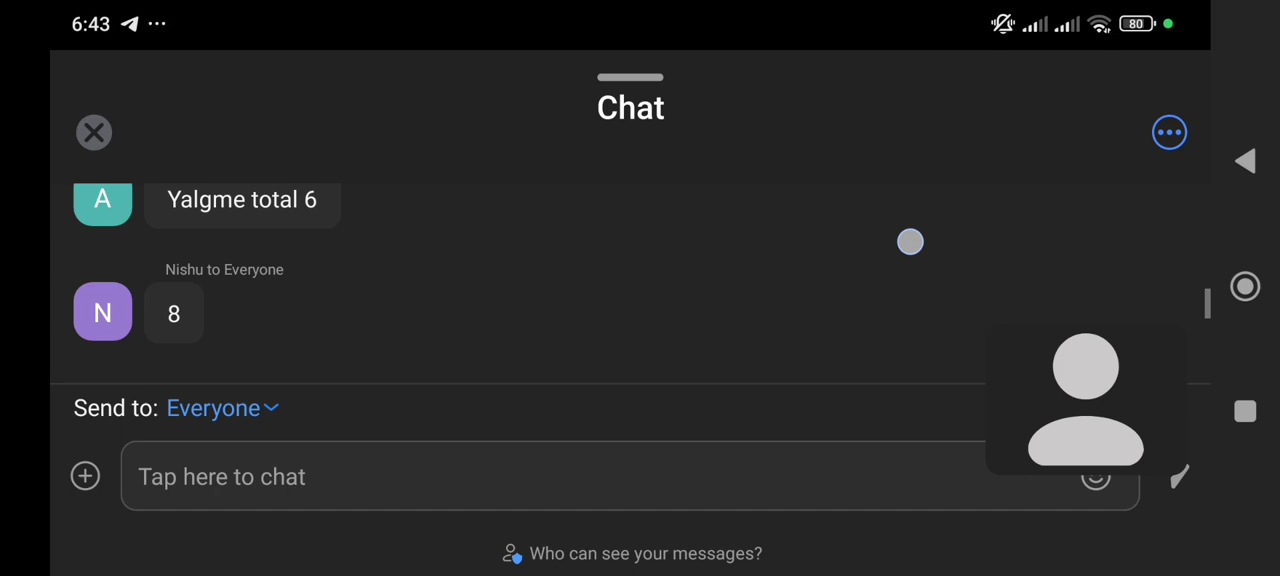 6:43
80
Chat
A
Yalgme total 6
Nishu to Everyone
N
8
Send to: Everyone
Tap here to chat
Who can see your messages?